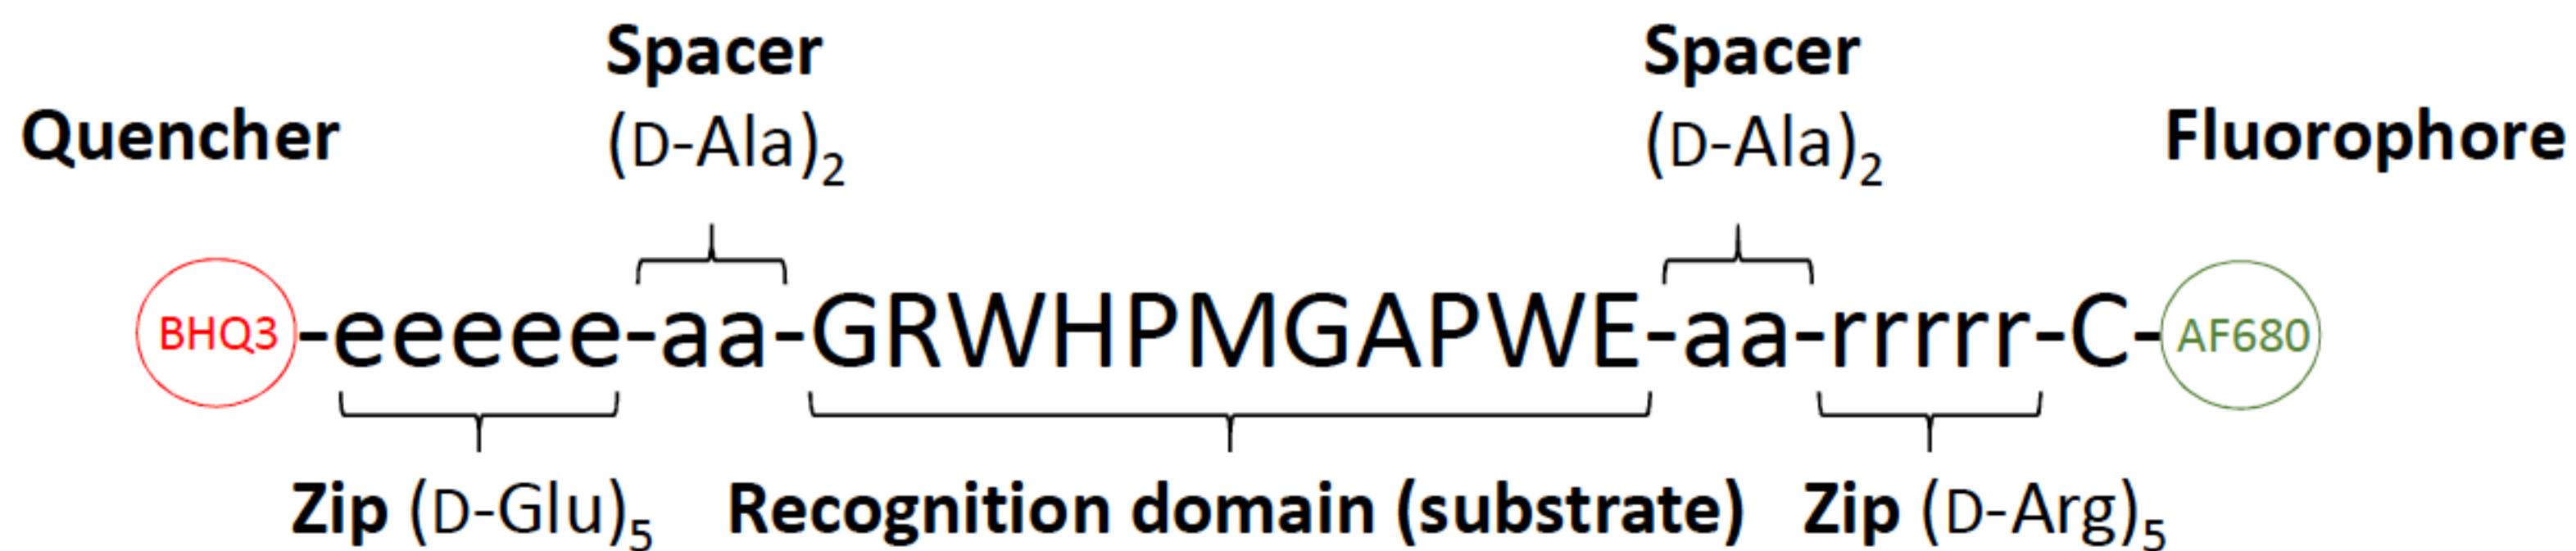 Spacer Spacer
Quencher (D-Ala)₂ (D-Ala)₂ Fluorophore
BHQ3-eeeee-aa-GRWHPMGAPWE-aa-rrrrr-C-AF680
Zip (D-Glu)₅ Recognition domain (substrate) Zip (D-Arg)₅